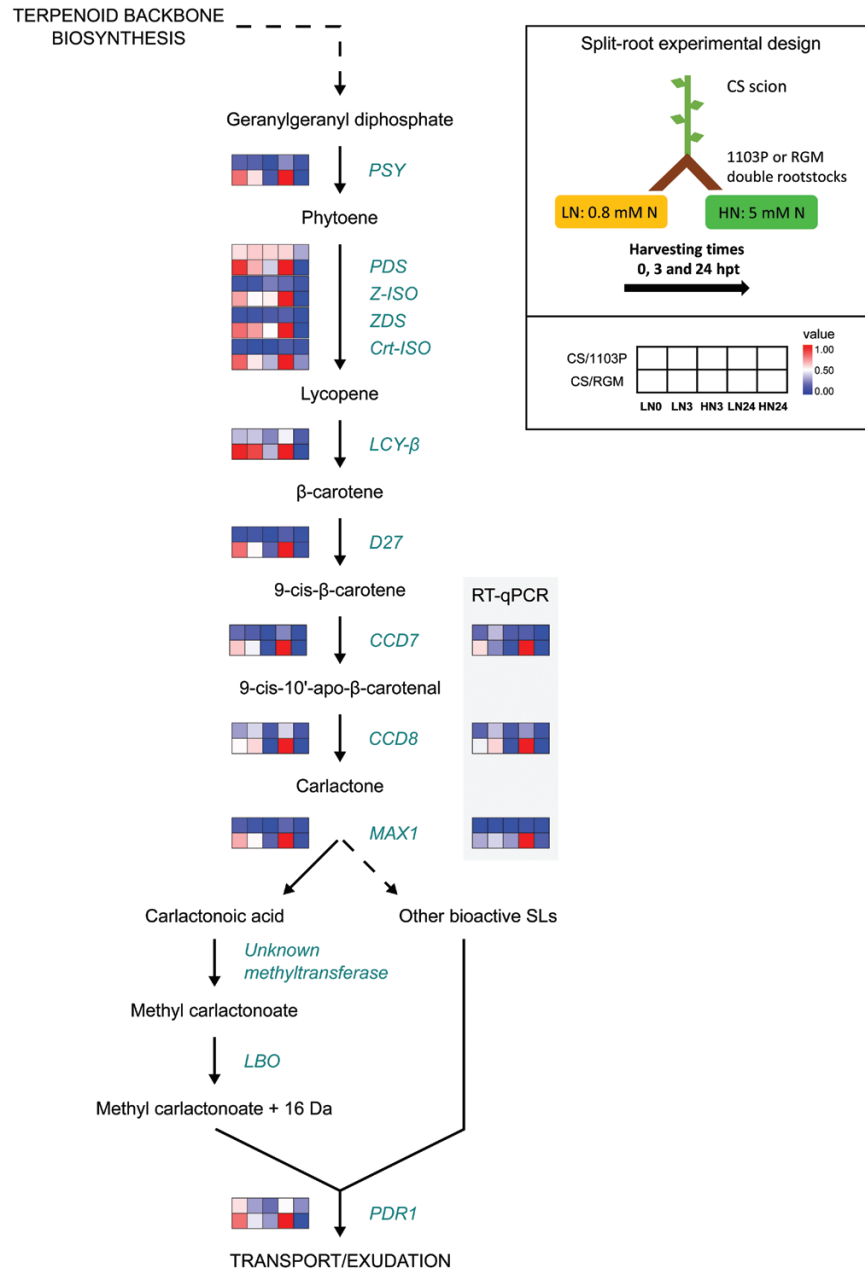 TERPENOID BACKBONE
BIOSYNTHESIS
Geranylgeranyl diphosphate
PSY
Phytoene
PDS
Z-ISO
ZDS
Crt-ISO
Lycopene
LCY-β
β-carotene
D27
9-cis-β-carotene
CCD7
9-cis-10'-apo-β-carotenal
CCD8
Carlactone
MAX1
RT-qPCR
Carlactonoic acid
Other bioactive SLs
Unknown
methyltransferase
Methyl carlactonoate
LBO
Methyl carlactonoate + 16 Da
PDR1
TRANSPORT/EXUDATION
Split-root experimental design
CS scion
1103P or RGM
double rootstocks
LN: 0.8 mM N
HN: 5 mM N
Harvesting times
0, 3 and 24 hpt
value
1.00
0.50
0.00
CS/1103P
CS/RGM
LN0 LN3 HN3 LN24 HN24